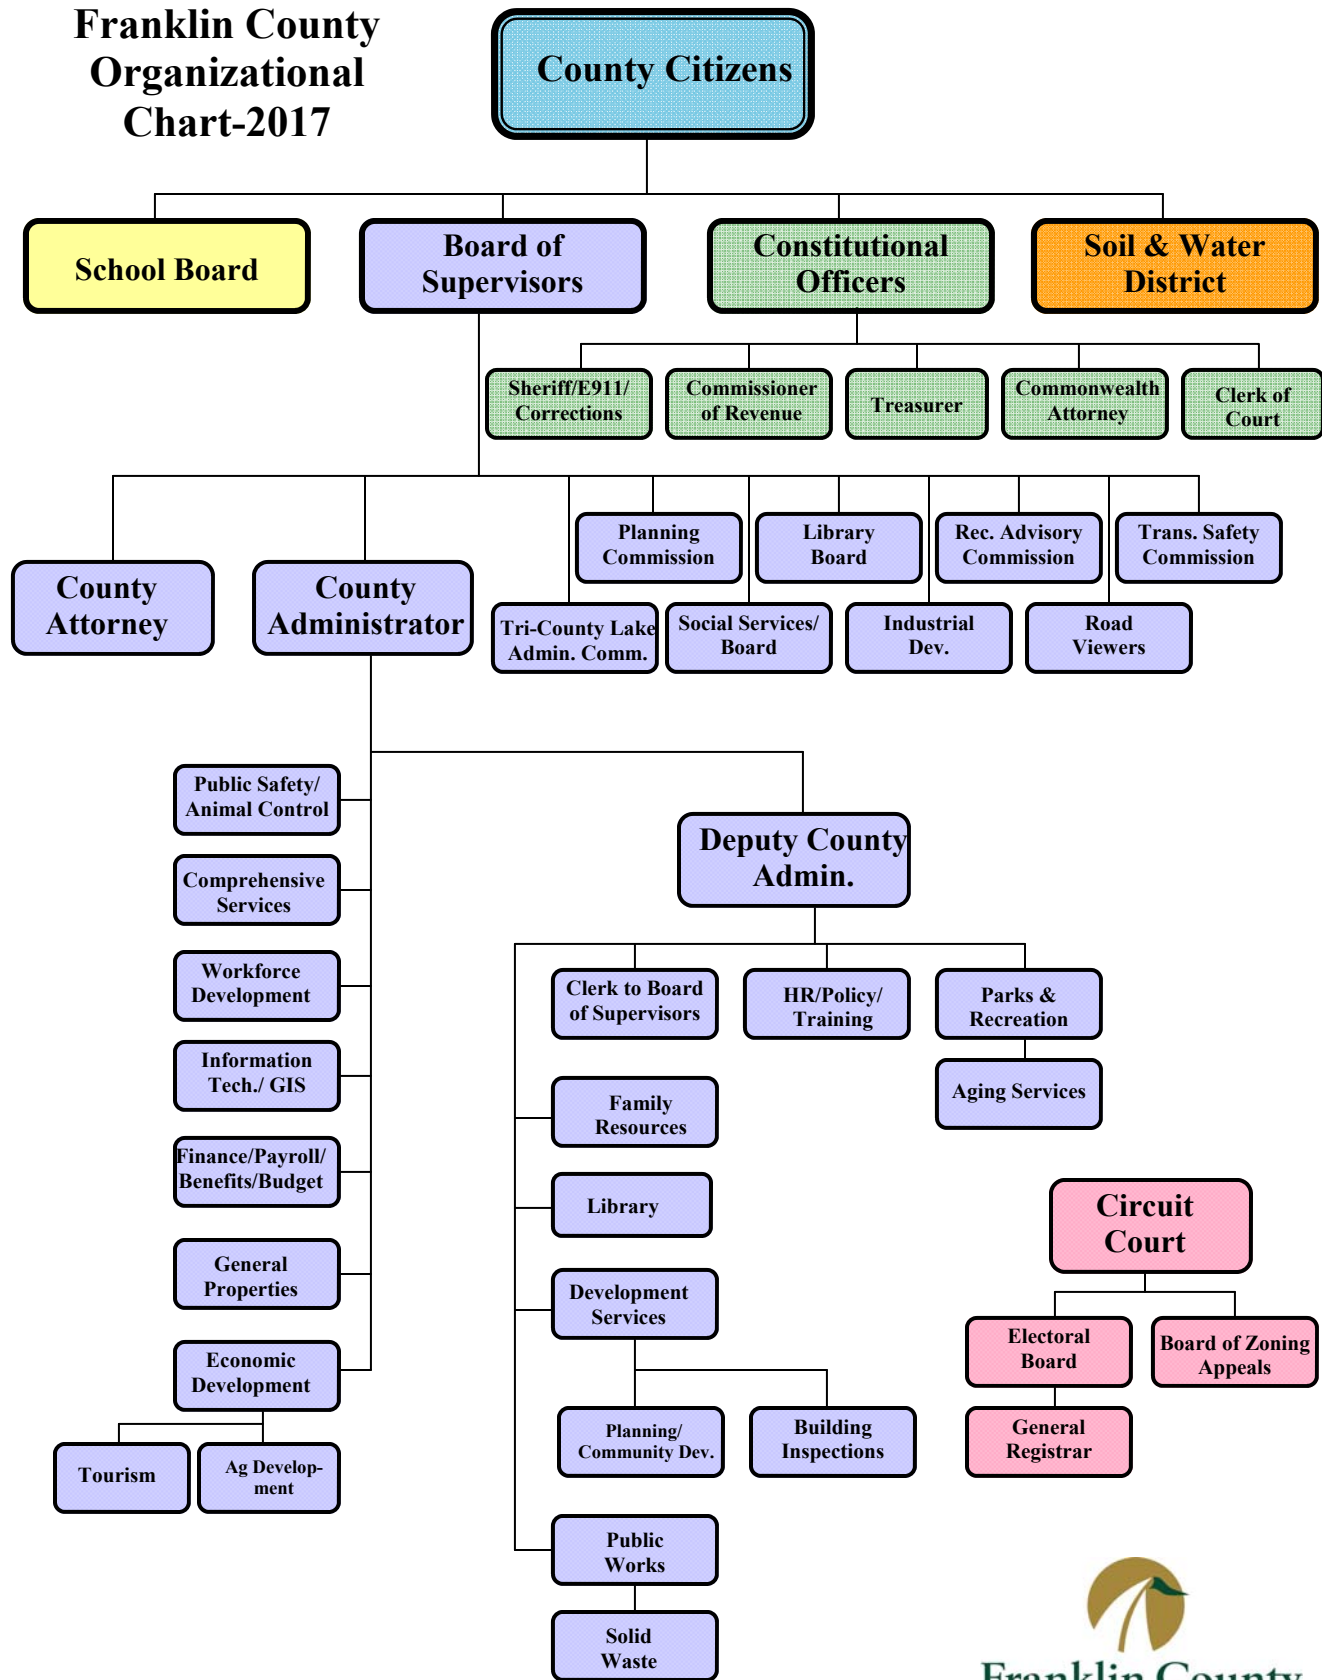 Franklin County
Organizational
Chart-2017
County Citizens
School Board
Board of
Supervisors
Constitutional
Officers
Soil & Water
District
Sheriff/E911/
Corrections
Commissioner
of Revenue
Treasurer
Commonwealth
Attorney
Clerk of
Court
Planning
Commission
Library
Board
Rec. Advisory
Commission
Trans. Safety
Commission
County
Attorney
County
Administrator
Tri-County Lake
Admin. Comm.
Social Services/
Board
Industrial
Dev.
Road
Viewers
Public Safety/
Animal Control
Comprehensive
Services
Workforce
Development
Information
Tech./ GIS
Finance/Payroll/
Benefits/Budget
General
Properties
Economic
Development
Tourism
Ag Develop-
ment
Deputy County
Admin.
Clerk to Board
of Supervisors
HR/Policy/
Training
Parks &
Recreation
Aging Services
Family
Resources
Library
Development
Services
Planning/
Community Dev.
Building
Inspections
Public
Works
Solid
Waste
Circuit
Court
Electoral
Board
Board of Zoning
Appeals
General
Registrar
Franklin County